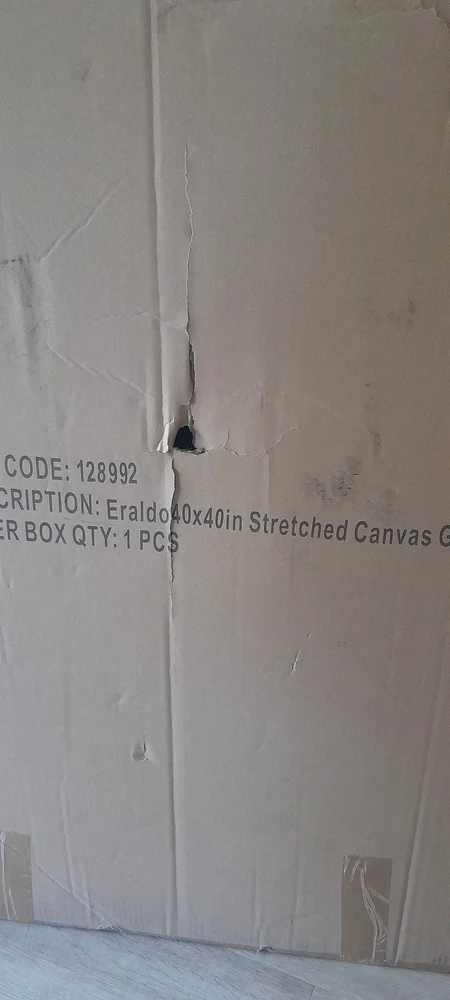 CODE: 128992
CRIPTION: Eraldo 40x40in Stretched Canvas G
ER BOX QTY: 1 PCS